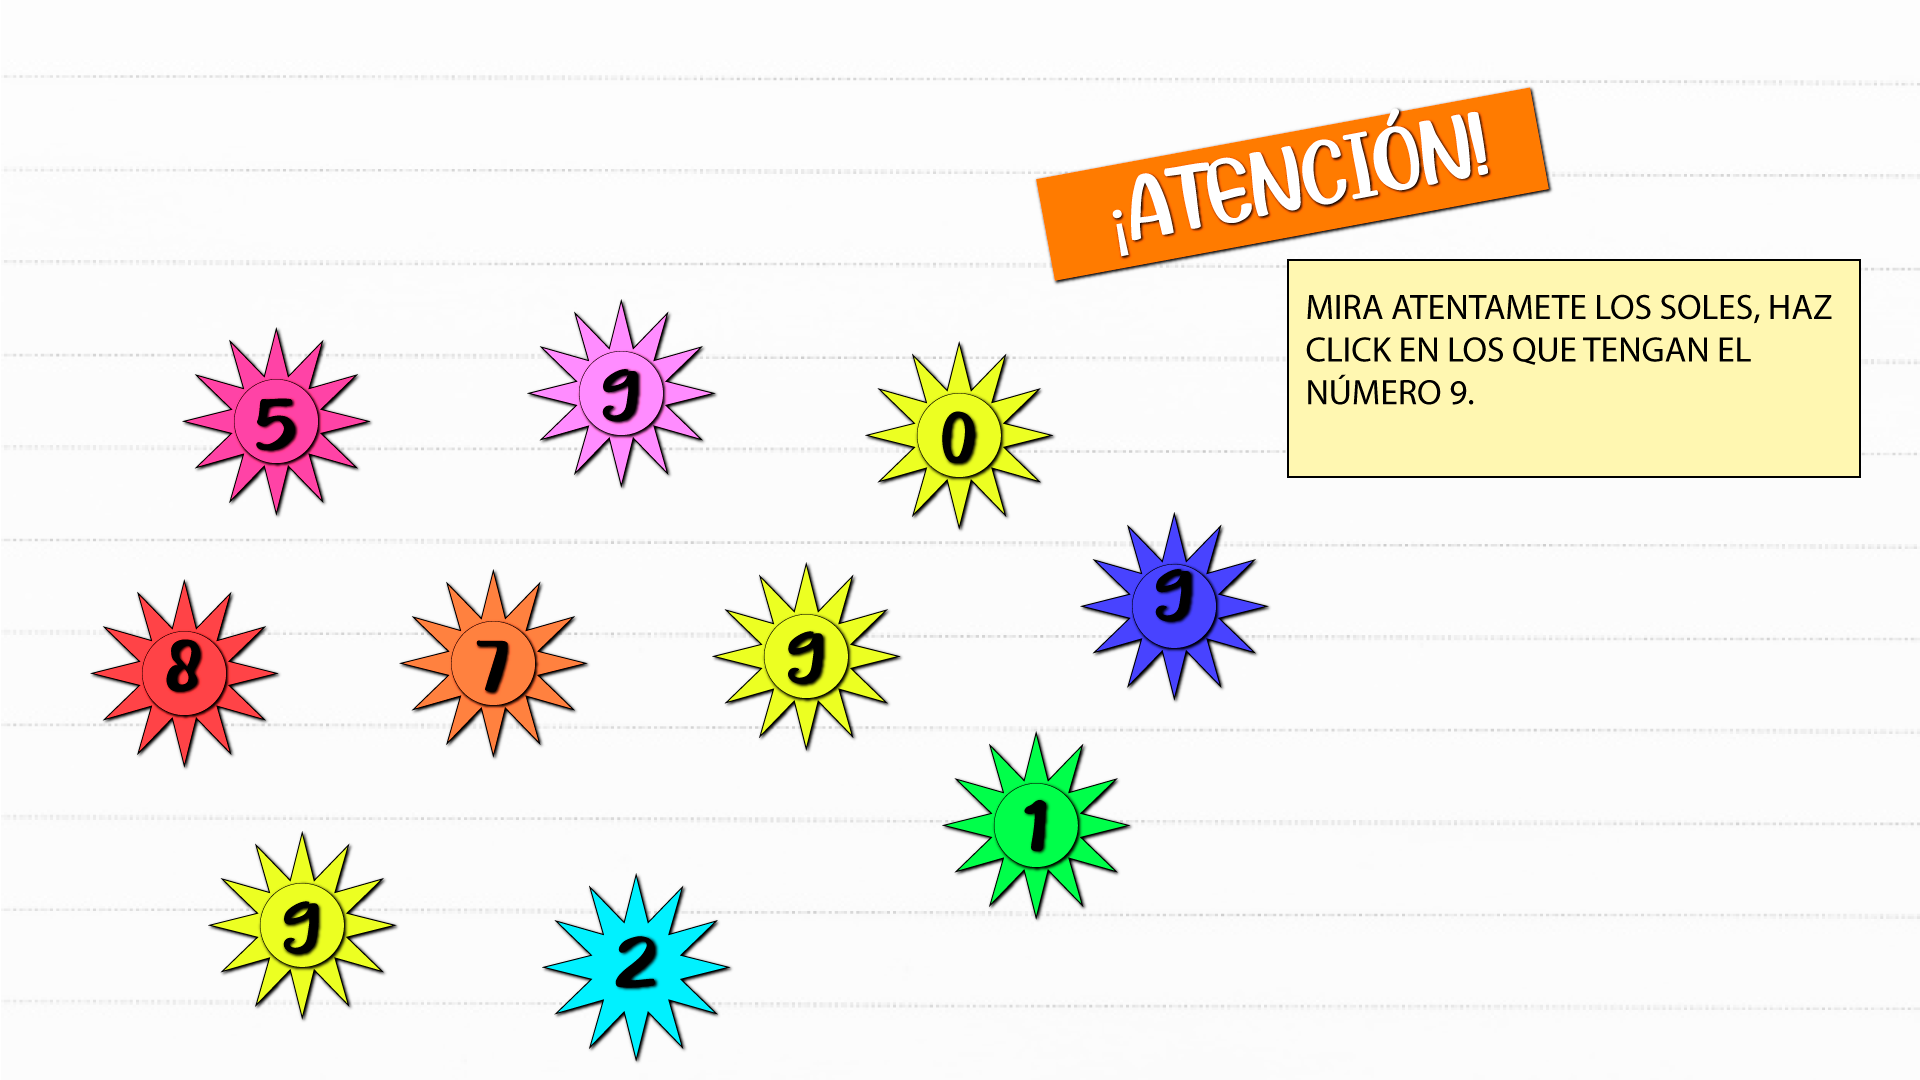 ¡ATENCIÓN!
MIRA ATENTAMETE LOS SOLES, HAZ
CLICK EN LOS QUE TENGAN EL
NÚMERO 9.
5
9
0
9
8
7
9
1
9
2